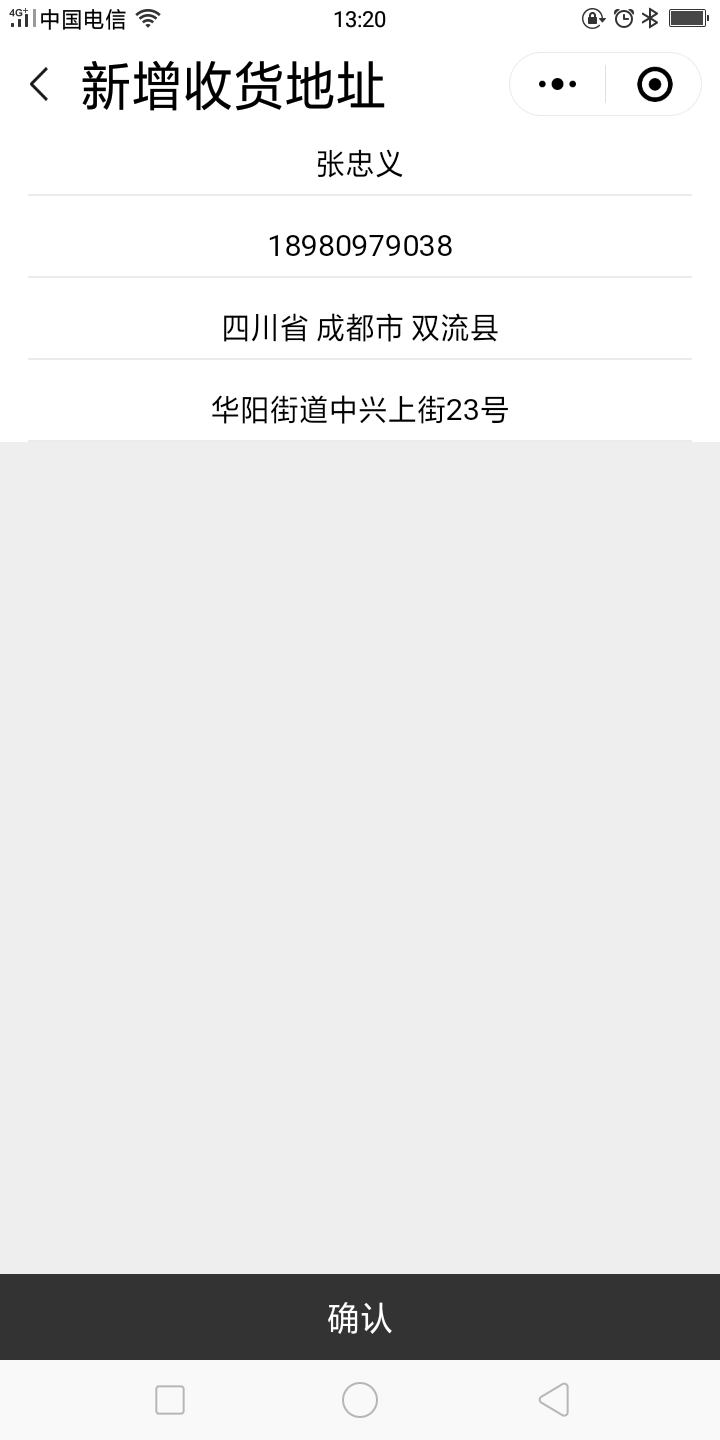 4G+ 中国电信 13:20
新增收货地址
张忠义
18980979038
四川省 成都市 双流县
华阳街道中兴上街23号
确认